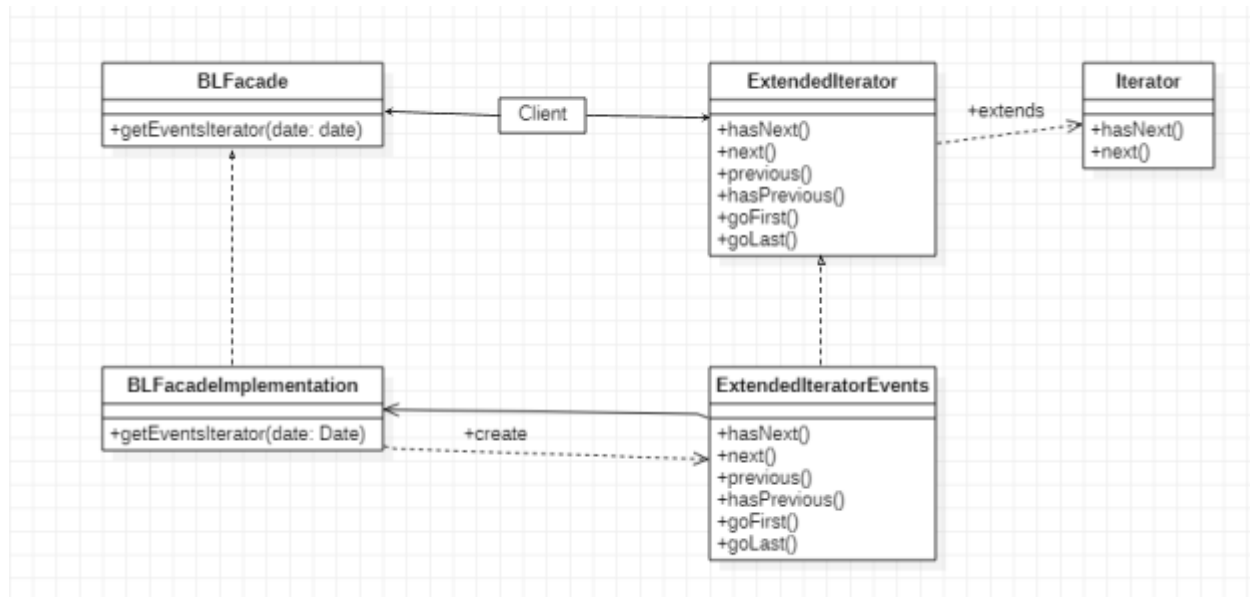 BLFacade
+getEventsIterator(date: date)
Client
ExtendedIterator
+hasNext()
+next()
+previous()
+hasPrevious()
+goFirst()
+goLast()
+extends
Iterator
+hasNext()
+next()
BLFacadeImplementation
+getEventsIterator(date: Date)
+create
ExtendedIteratorEvents
+hasNext()
+next()
+previous()
+hasPrevious()
+goFirst()
+goLast()